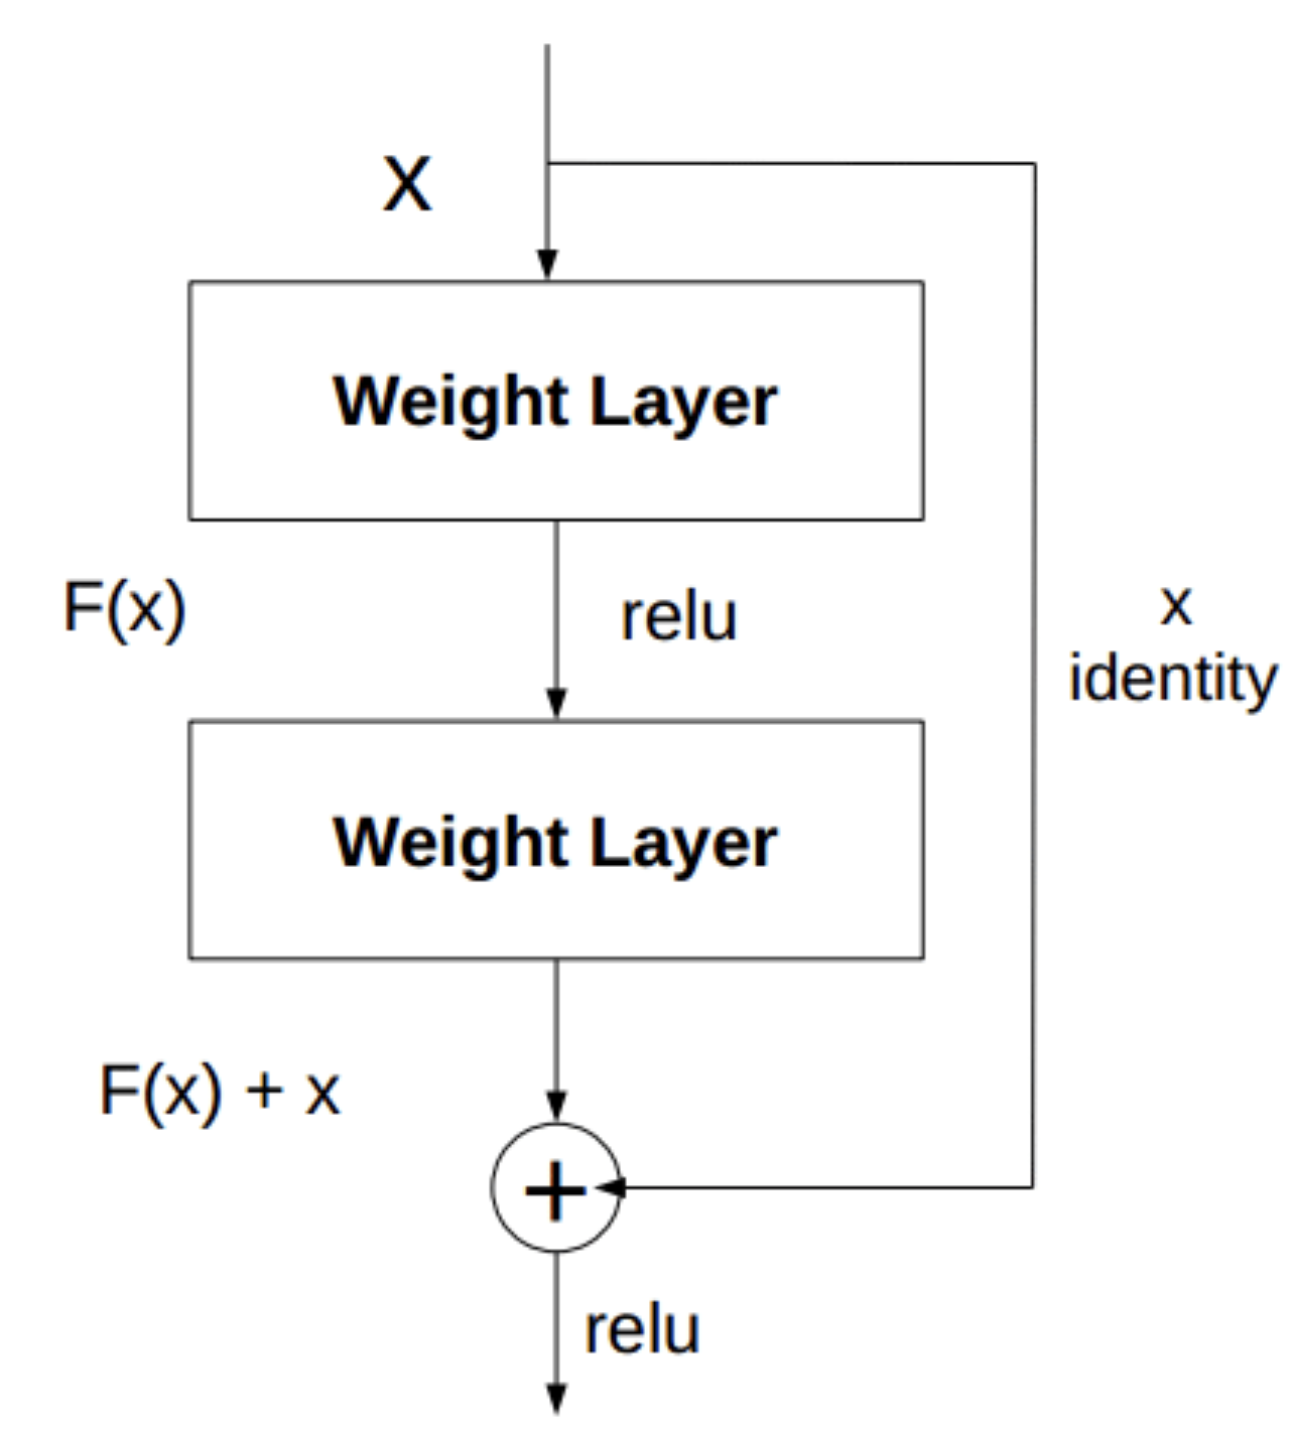 X
Weight Layer
F(x)
relu
x
identity
Weight Layer
F(x) + x
+
relu